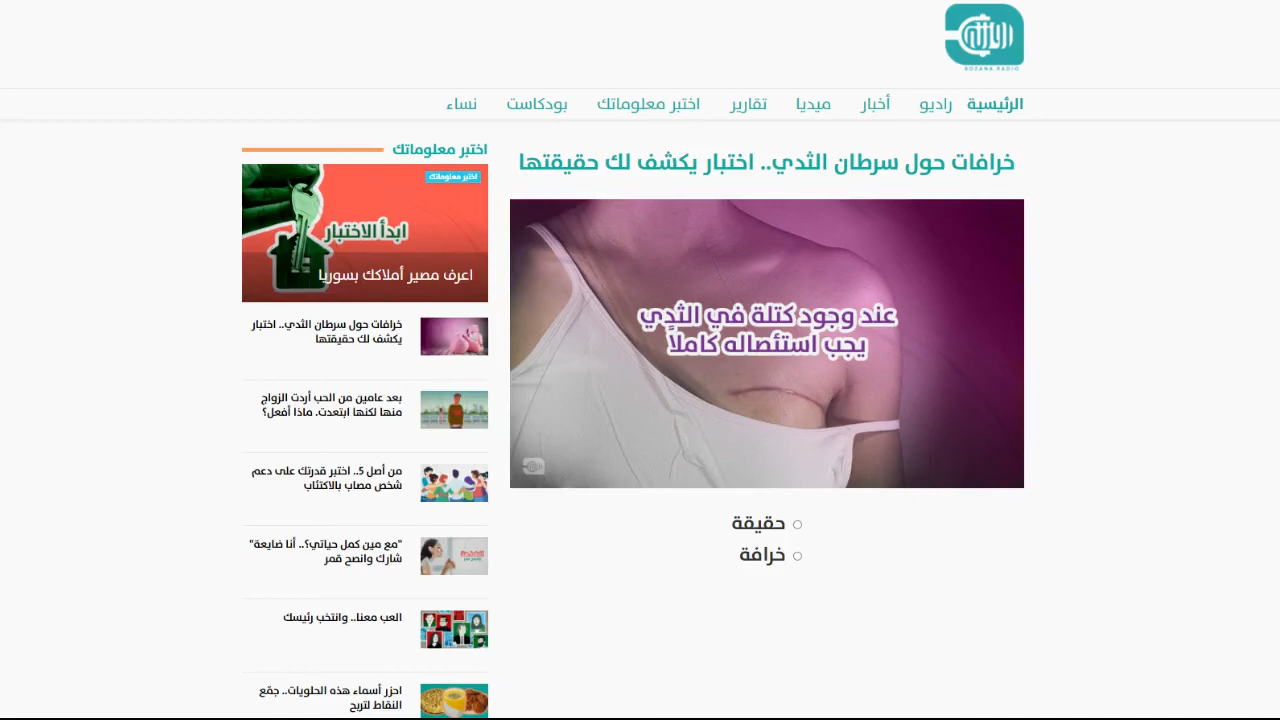 ROZANA RADIO
الرئيسية راديو أخبار ميديا تقارير اختبر معلوماتك بودكاست نساء
خرافات حول سرطان الثدي.. اختبار يكشف لك حقيقتها
عند وجود كتلة في الثدي
يجب استئصاله كاملاً
حقيقة
خرافة
اختبر معلوماتك
اختبر معلوماتك
ابدأ الاختبار
اعرف مصير أملاكك بسوريا
خرافات حول سرطان الثدي.. اختبار
يكشف لك حقيقتها
بعد عامين من الحب أردت الزواج
منها لكنها ابتعدت. ماذا أفعل؟
من أصل 5.. اختبر قدرتك على دعم
شخص مصاب بالاكتئاب
"مع مين كمل حياتي؟.. أنا ضايعة"
شارك وانصح قمر
العب معنا.. وانتخب رئيسك
احزر أسماء هذه الحلويات.. جمّع
النقاط لتربح